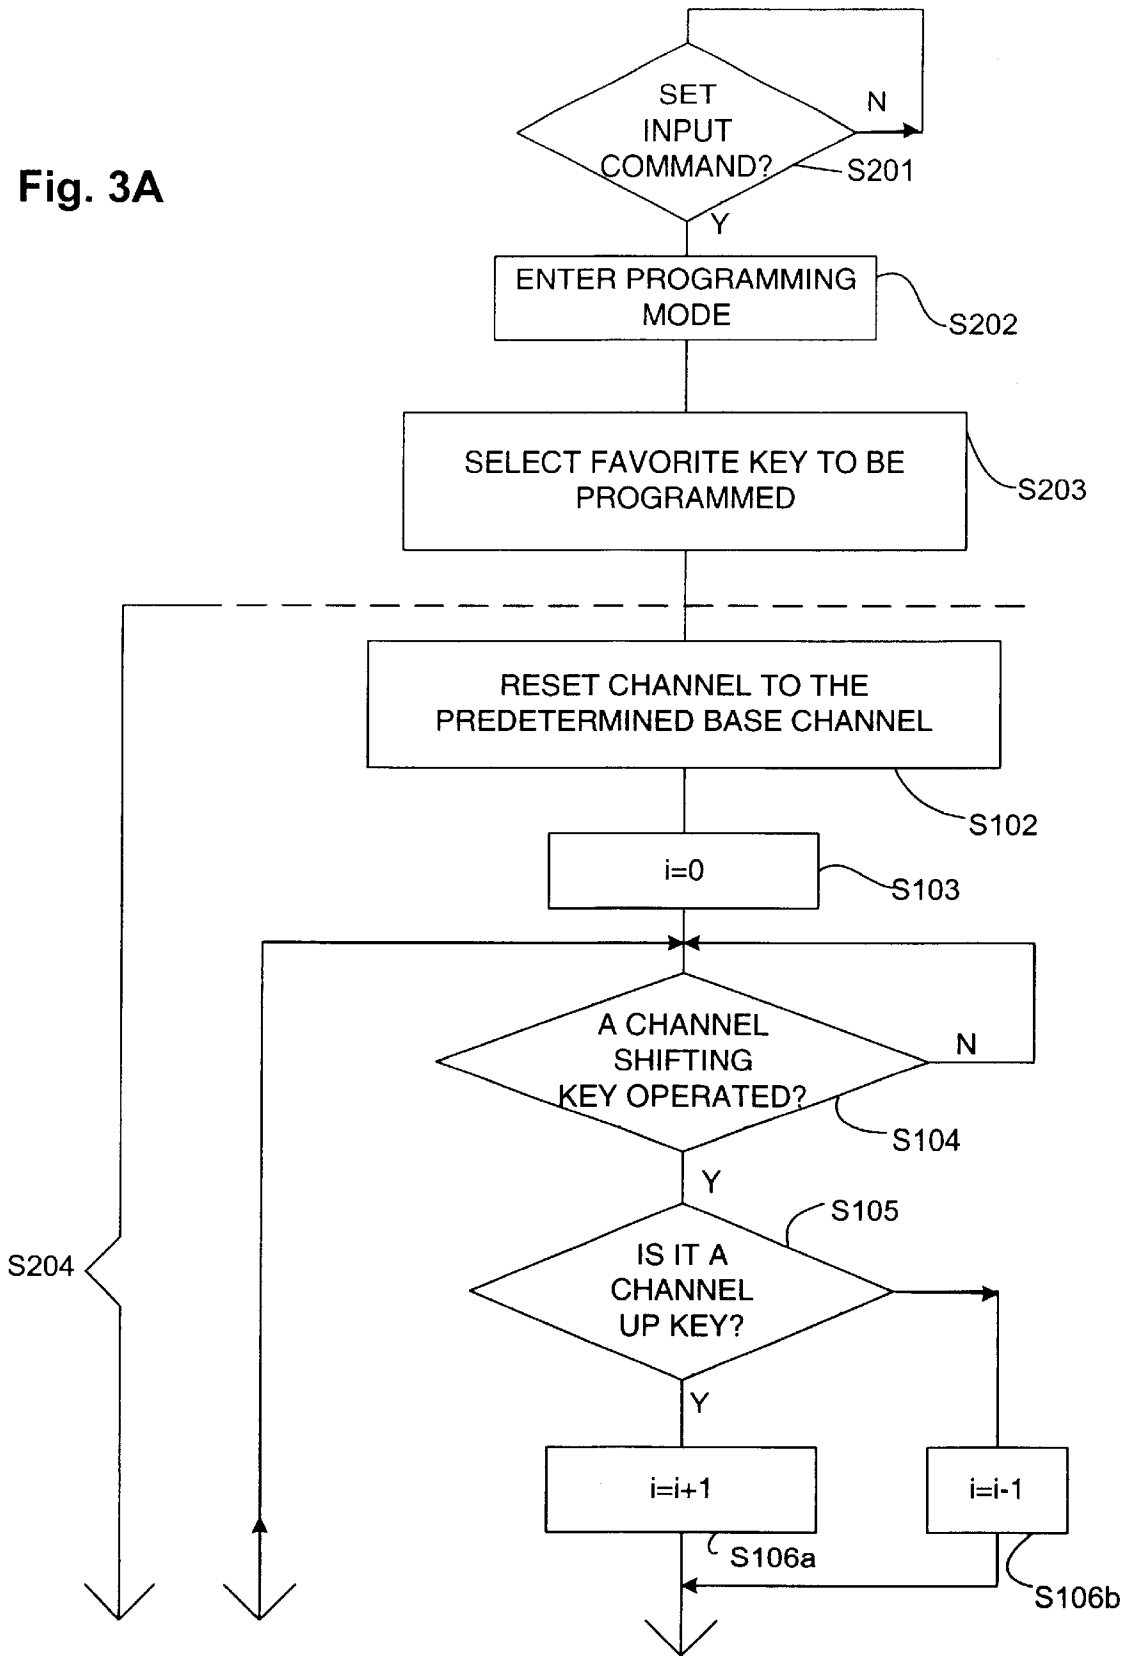 SET
INPUT
COMMAND?
N
S201
Fig. 3A
Y
ENTER PROGRAMMING
MODE
S202
SELECT FAVORITE KEY TO BE
PROGRAMMED
S203
RESET CHANNEL TO THE
PREDETERMINED BASE CHANNEL
S102
i=0
S103
A CHANNEL
SHIFTING
KEY OPERATED?
N
S104
Y
S105
IS IT A
CHANNEL
UP KEY?
S204
Y
i=i+1
i=i-1
S106a
S106b